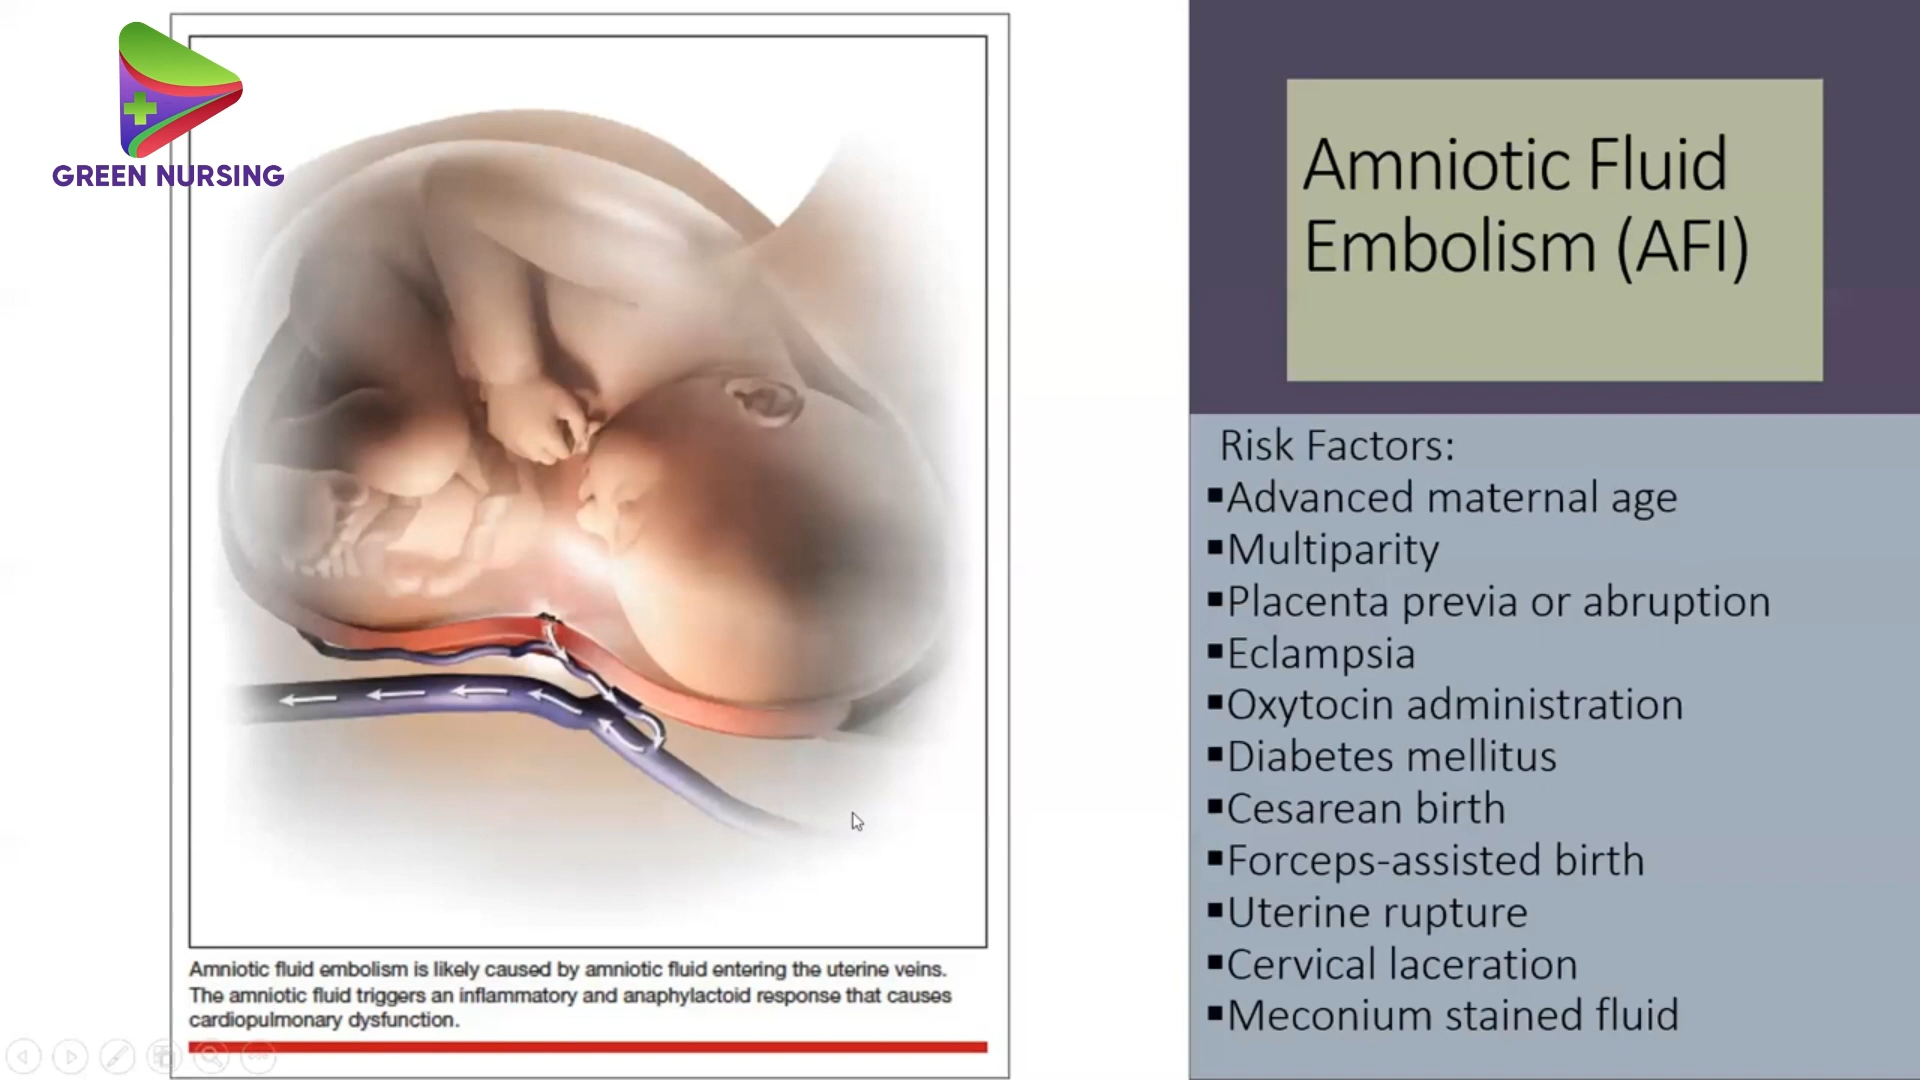 GREEN NURSING
Amniotic fluid embolism is likely caused by amniotic fluid entering the uterine veins.
The amniotic fluid triggers an inflammatory and anaphylactoid response that causes
cardiopulmonary dysfunction.
Amniotic Fluid
Embolism (AFI)
Risk Factors:
▪Advanced maternal age
▪Multiparity
▪Placenta previa or abruption
▪Eclampsia
▪Oxytocin administration
▪Diabetes mellitus
▪Cesarean birth
▪Forceps-assisted birth
▪Uterine rupture
▪Cervical laceration
▪Meconium stained fluid